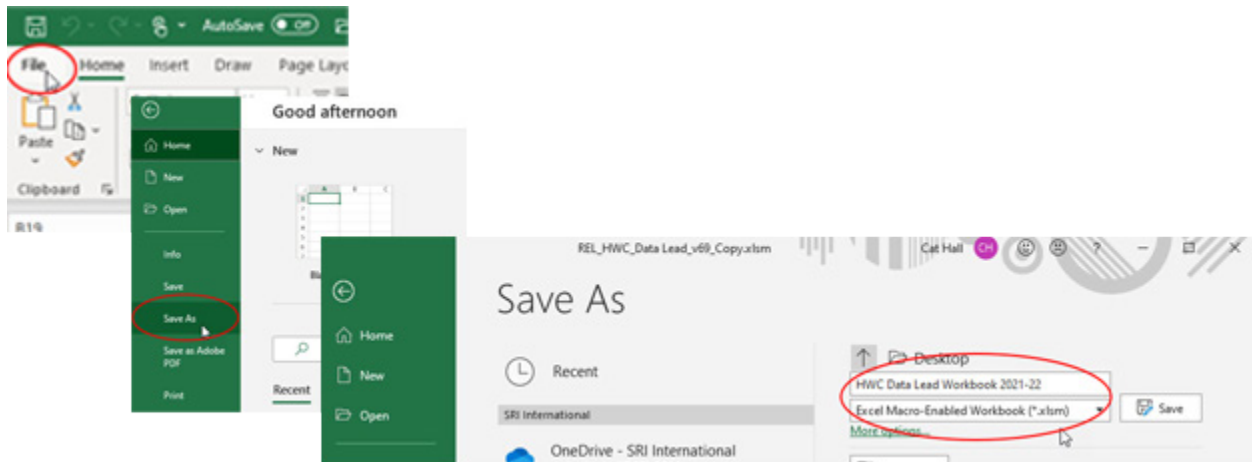 AutoSave Off
File Home Insert Draw Page Layo
Paste
Clipboard
B19
Good afternoon
Home
New
New
Open
A B C
Info
Save
Save As
Save as Adobe
PDF
Recent
Print
REL_HWC_Data Lead_v69_Copy.xlsm Cat Hall CH ?
Save As
Home
New
Open
Recent
SRI International
OneDrive - SRI International
Desktop
HWC Data Lead Workbook 2021-22
Excel Macro-Enabled Workbook (*.xlsm) Save
More options...